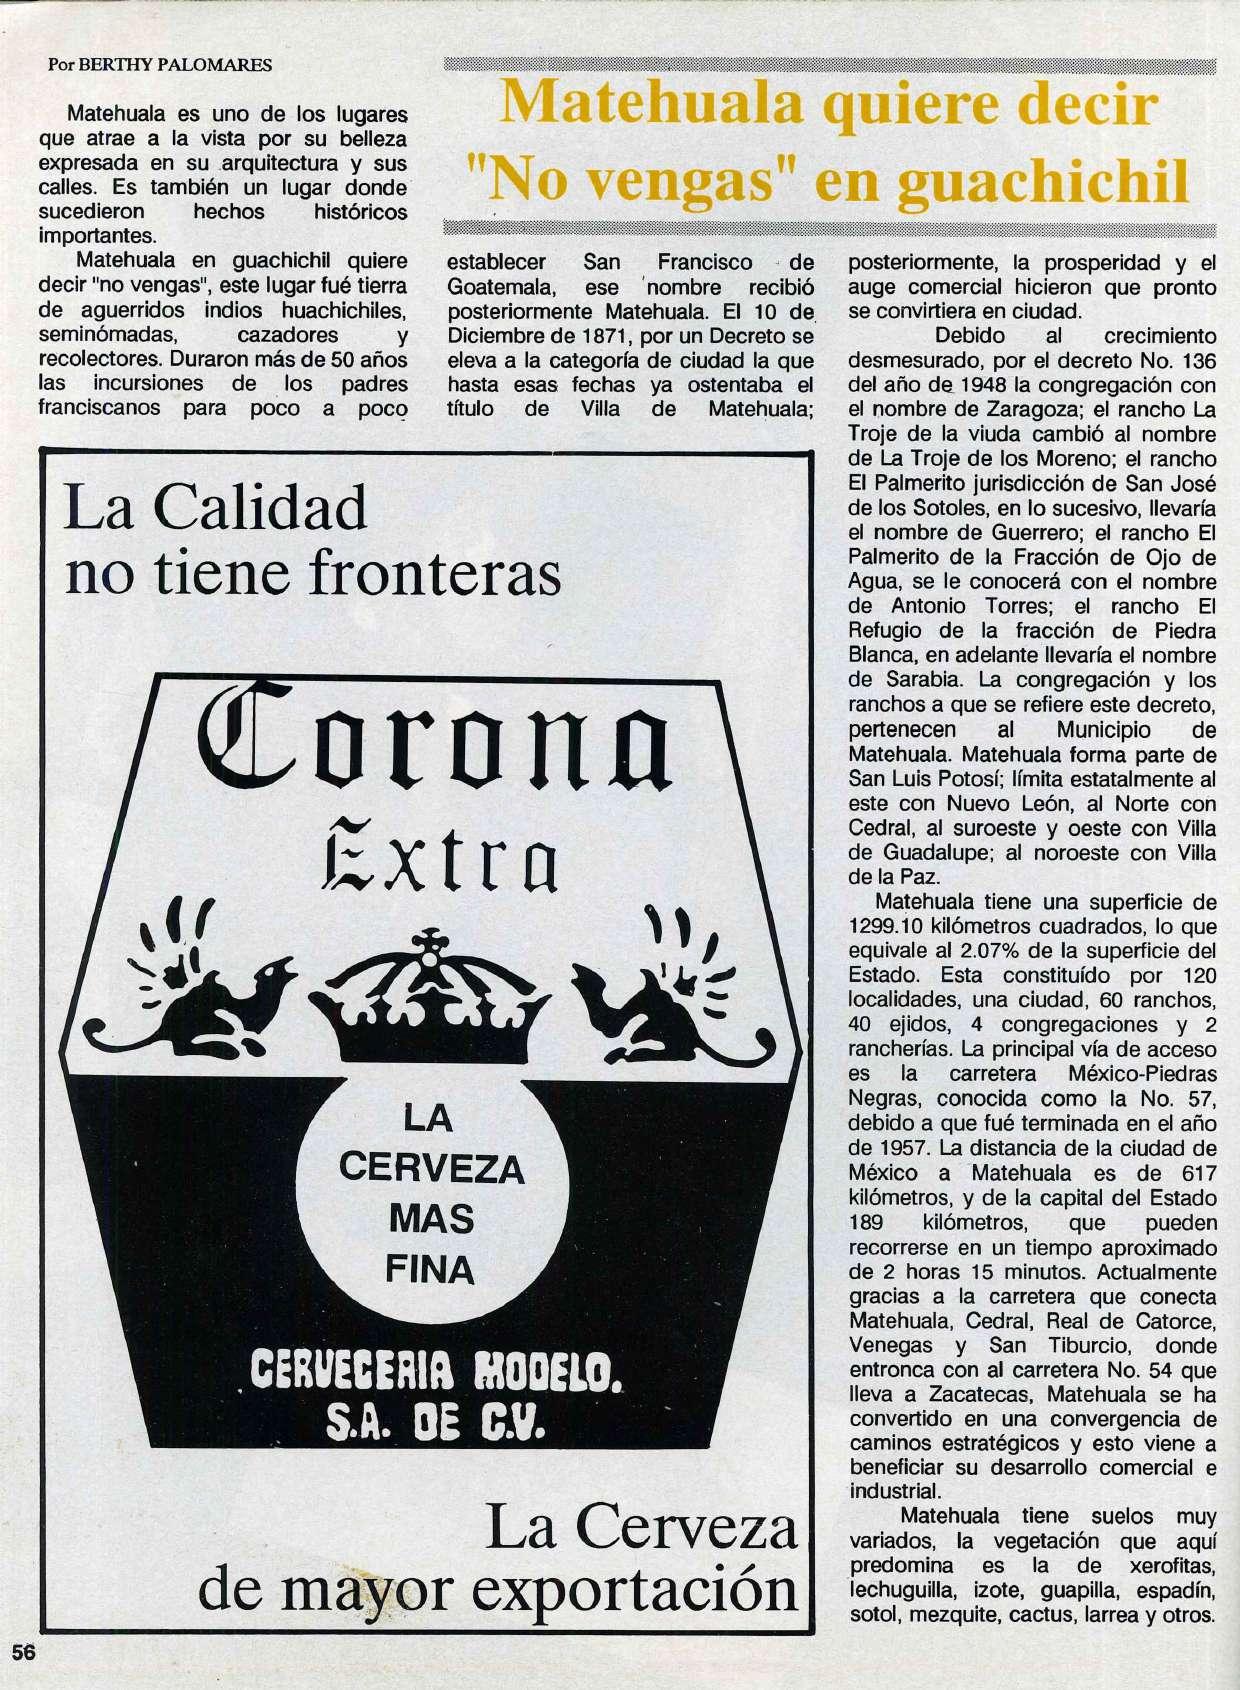 Por BERTHY PALOMARES
Matehuala quiere decir
"No vengas" en guachichil
Matehuala es uno de los lugares
que atrae a la vista por su belleza
expresada en su arquitectura y sus
calles. Es también un lugar donde
sucedieron hechos históricos
importantes.
Matehuala en guachichil quiere
decir "no vengas", este lugar fué tierra
de aguerridos indios huachichiles,
seminómadas, cazadores y
recolectores. Duraron más de 50 años
las incursiones de los padres
franciscanos para poco a poco
establecer San Francisco de
Goatemala, ese nombre recibió
posteriormente Matehuala. El 10 de
Diciembre de 1871, por un Decreto se
eleva a la categoría de ciudad la que
hasta esas fechas ya ostentaba el
título de Villa de Matehuala;
posteriormente, la prosperidad y el
auge comercial hicieron que pronto
se convirtiera en ciudad.
Debido al crecimiento
desmesurado, por el decreto No. 136
del año de 1948 la congregación con
el nombre de Zaragoza; el rancho La
Troje de la viuda cambió al nombre
de La Troje de los Moreno; el rancho
El Palmerito jurisdicción de San José
de los Sotoles, en lo sucesivo, llevaría
el nombre de Guerrero; el rancho El
Palmerito de la Fracción de Ojo de
Agua, se le conocerá con el nombre
de Antonio Torres; el rancho El
Refugio de la fracción de Piedra
Blanca, en adelante llevaría el nombre
de Sarabia. La congregación y los
ranchos a que se refiere este decreto,
pertenecen al Municipio de
Matehuala. Matehuala forma parte de
San Luis Potosí; límita estatalmente al
este con Nuevo León, al Norte con
Cedral, al suroeste y oeste con Villa
de Guadalupe; al noroeste con Villa
de la Paz.
Matehuala tiene una superficie de
1299.10 kilómetros cuadrados, lo que
equivale al 2.07% de la superficie del
Estado. Esta constituído por 120
localidades, una ciudad, 60 ranchos,
40 ejidos, 4 congregaciones y 2
rancherías. La principal vía de acceso
es la carretera México-Piedras
Negras, conocida como la No. 57,
debido a que fué terminada en el año
de 1957. La distancia de la ciudad de
México a Matehuala es de 617
kilómetros, y de la capital del Estado
189 kilómetros, que pueden
recorrerse en un tiempo aproximado
de 2 horas 15 minutos. Actualmente
gracias a la carretera que conecta
Matehuala, Cedral, Real de Catorce,
Venegas y San Tiburcio, donde
entronca con al carretera No. 54 que
lleva a Zacatecas, Matehuala se ha
convertido en una convergencia de
caminos estratégicos y esto viene a
beneficiar su desarrollo comercial e
industrial.
Matehuala tiene suelos muy
variados, la vegetación que aquí
predomina es la de xerofitas,
lechuguilla, izote, guapilla, espadín,
sotol, mezquite, cactus, larrea y otros.
La Calidad
no tiene fronteras
Corona
Extra
LA
CERVEZA
MAS
FINA
CERVECERIA MODELO.
S.A. DE C.V.
La Cerveza
de mayor exportación
56